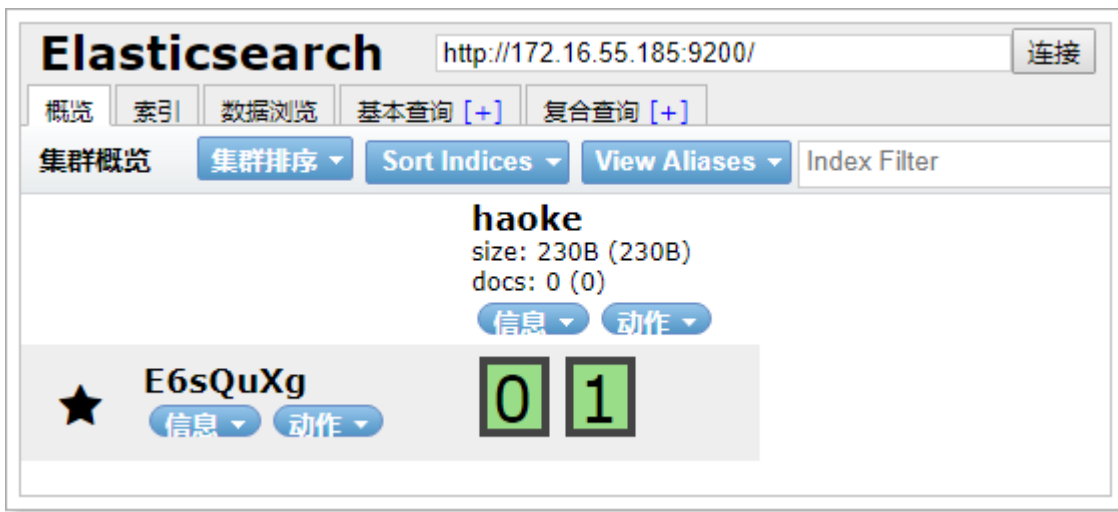 Elasticsearch http://172.16.55.185:9200/ 连接
概览 索引 数据浏览 基本查询 [+] 复合查询 [+]
集群概览 集群排序 Sort Indices View Aliases Index Filter
haoke
size: 230B (230B)
docs: 0 (0)
信息 动作
E6sQuXg 0 1
信息 动作